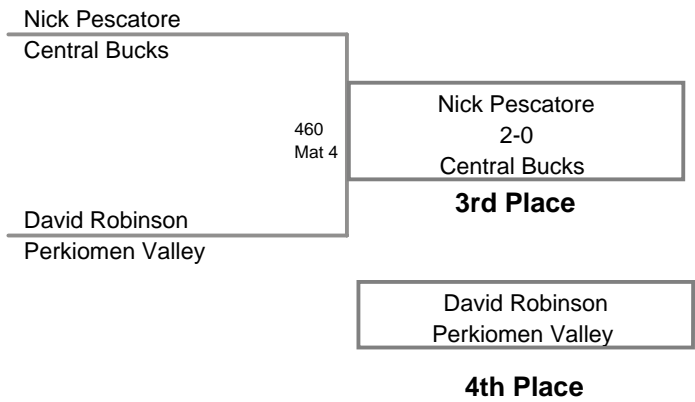 Nick Pescatore
Central Bucks
460
Mat 4
Nick Pescatore
2-0
Central Bucks
3rd Place
David Robinson
Perkiomen Valley
David Robinson
Perkiomen Valley
4th Place